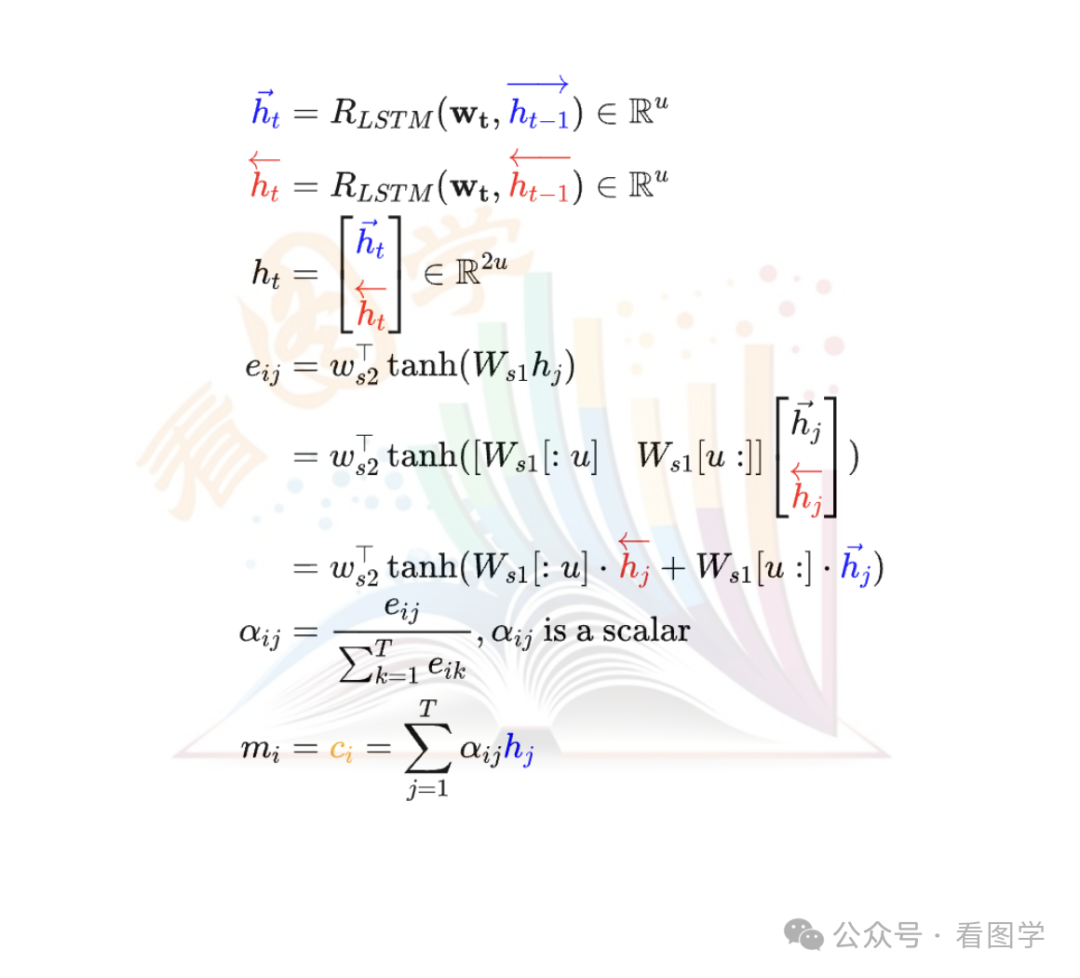 $\vec{h}_t = R_{LSTM}(\mathbf{w_t}, \overrightarrow{h_{t-1}}) \in \mathbb{R}^u$
$\overleftarrow{h_t} = R_{LSTM}(\mathbf{w_t}, \overleftarrow{h_{t-1}}) \in \mathbb{R}^u$
$h_t = \begin{bmatrix} \vec{h}_t \\ \overleftarrow{h_t} \end{bmatrix} \in \mathbb{R}^{2u}$
$e_{ij} = w_{s2}^\top \tanh(W_{s1} h_j)$
$= w_{s2}^\top \tanh([W_{s1}[:u] \quad W_{s1}[u:]] \begin{bmatrix} \vec{h}_j \\ \overleftarrow{h_j} \end{bmatrix})$
$= w_{s2}^\top \tanh(W_{s1}[:u] \cdot \overleftarrow{h_j} + W_{s1}[u:] \cdot \vec{h}_j)$
$\alpha_{ij} = \frac{e_{ij}}{\sum_{k=1}^T e_{ik}}, \alpha_{ij}$ is a scalar
$m_i = c_i = \sum_{j=1}^T \alpha_{ij} h_j$
看图学
公众号 · 看图学